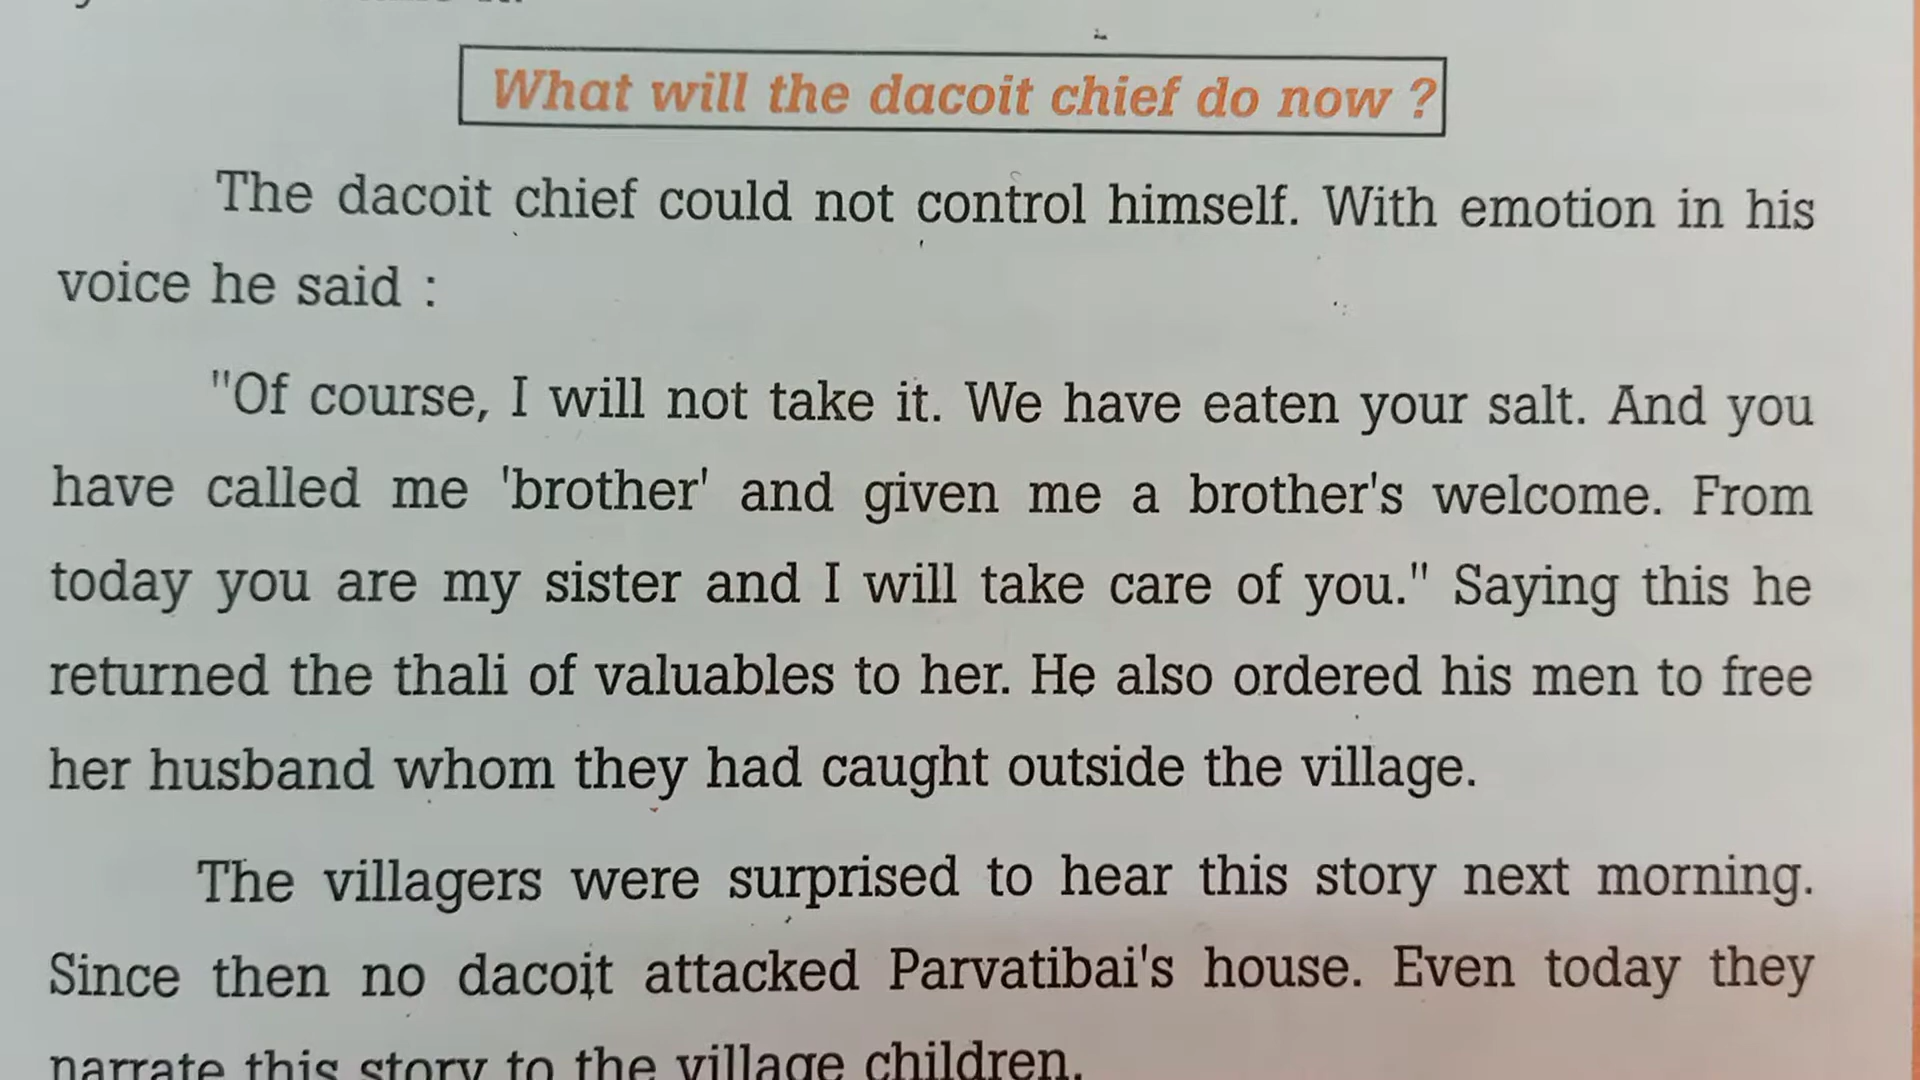 What will the dacoit chief do now ?
The dacoit chief could not control himself. With emotion in his
voice he said :
"Of course, I will not take it. We have eaten your salt. And you
have called me 'brother' and given me a brother's welcome. From
today you are my sister and I will take care of you." Saying this he
returned the thali of valuables to her. He also ordered his men to free
her husband whom they had caught outside the village.
The villagers were surprised to hear this story next morning.
Since then no dacoit attacked Parvatibai's house. Even today they
narrate this story to the village children.